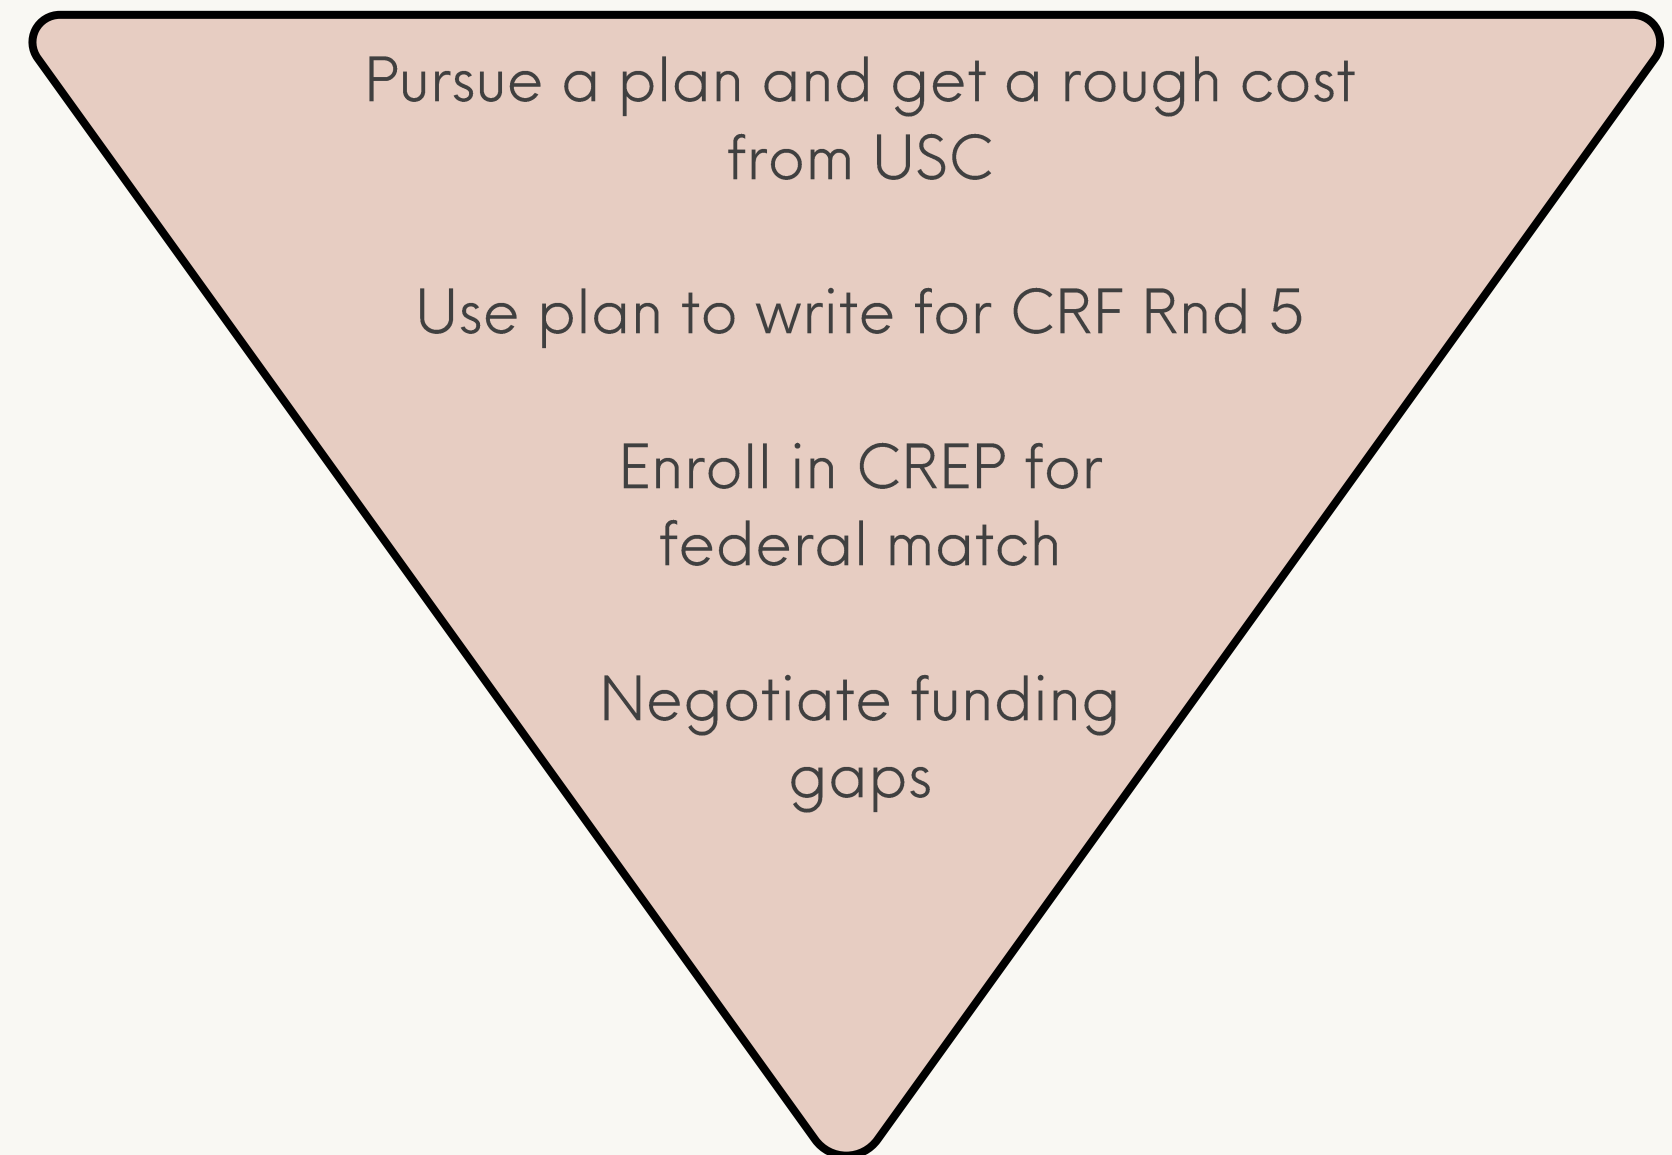 Pursue a plan and get a rough cost
from USC
Use plan to write for CRF Rnd 5
Enroll in CREP for
federal match
Negotiate funding
gaps